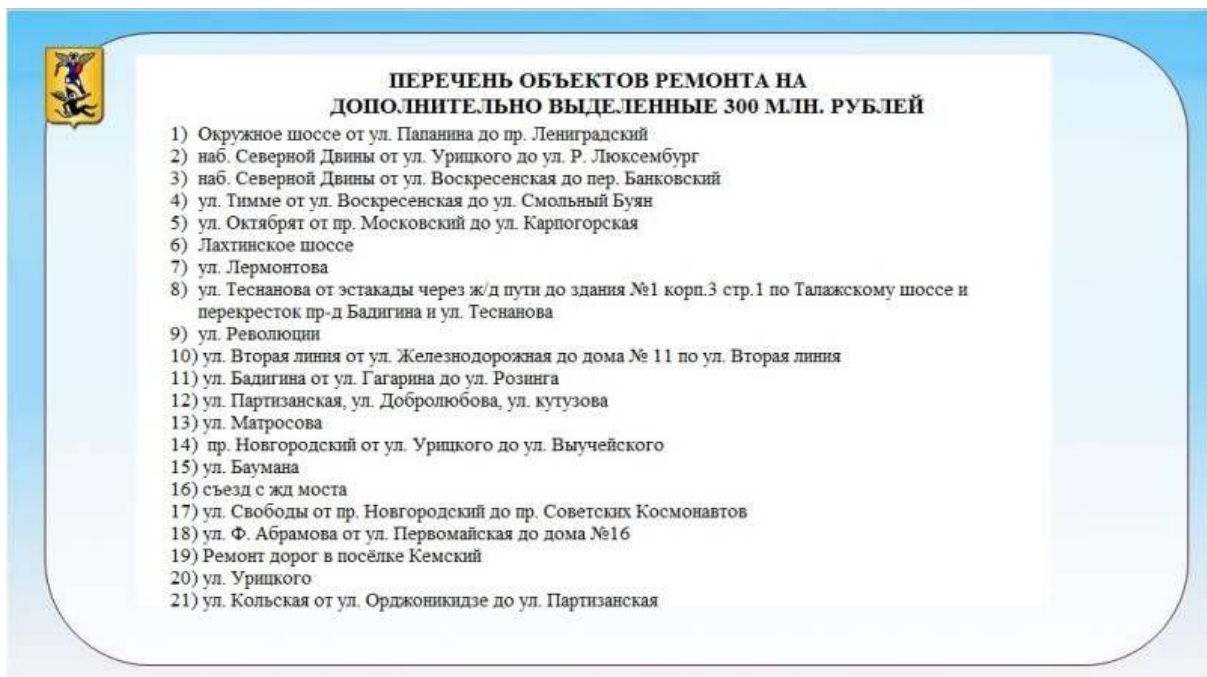 ПЕРЕЧЕНЬ ОБЪЕКТОВ РЕМОНТА НА
ДОПОЛНИТЕЛЬНО ВЫДЕЛЕННЫЕ 300 МЛН. РУБЛЕЙ
1) Окружное шоссе от ул. Папанина до пр. Лениградский
2) наб. Северной Двины от ул. Урицкого до ул. Р. Люксембург
3) наб. Северной Двины от ул. Воскресенская до пер. Банковский
4) ул. Тимме от ул. Воскресенская до ул. Смольный Буян
5) ул. Октябрят от пр. Московский до ул. Карпогорская
6) Лахтинское шоссе
7) ул. Лермонтова
8) ул. Теснанова от эстакады через ж/д пути до здания №1 корп.3 стр.1 по Талажскому шоссе и
перекресток пр-д Бадигина и ул. Теснанова
9) ул. Революции
10) ул. Вторая линия от ул. Железнодорожная до дома № 11 по ул. Вторая линия
11) ул. Бадигина от ул. Гагарина до ул. Розинга
12) ул. Партизанская, ул. Добролюбова, ул. кутузова
13) ул. Матросова
14) пр. Новгородский от ул. Урицкого до ул. Выучейского
15) ул. Баумана
16) съезд с жд моста
17) ул. Свободы от пр. Новгородский до пр. Советских Космонавтов
18) ул. Ф. Абрамова от ул. Первомайская до дома №16
19) Ремонт дорог в посёлке Кемский
20) ул. Урицкого
21) ул. Кольская от ул. Орджоникидзе до ул. Партизанская